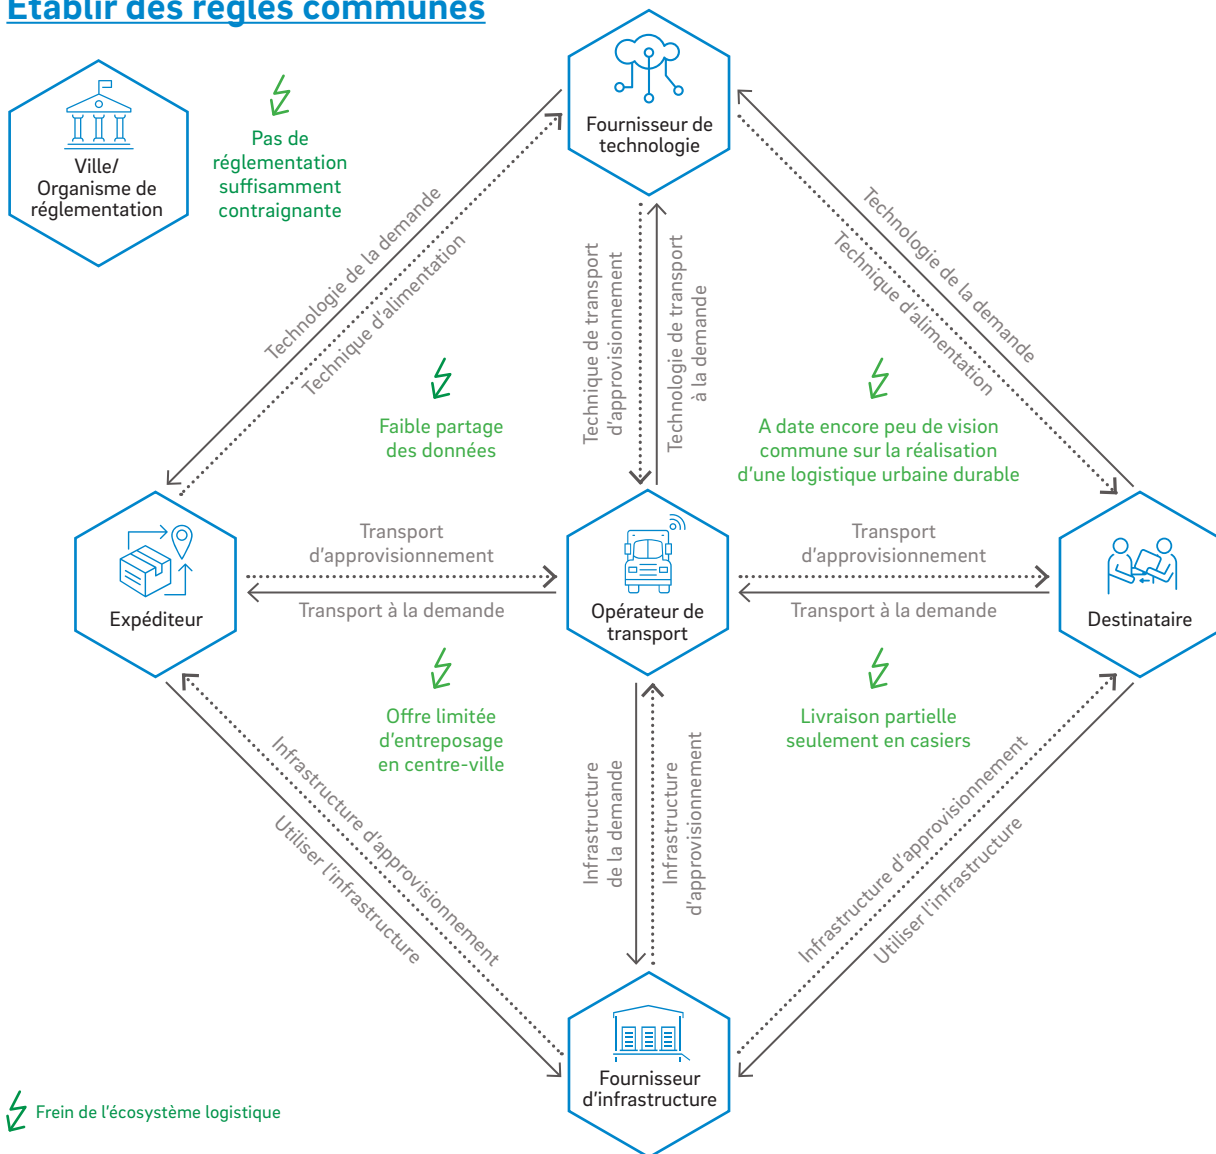 Établir des règles communes
Ville/
Organisme de
réglementation
Pas de
réglementation
suffisamment
contraignante
Fournisseur de
technologie
Technologie de la demande
Technique d'alimentation
Technique de transport
d'approvisionnement
Technologie de transport
à la demande
Technologie de la demande
Technique d'alimentation
Faible partage
des données
A date encore peu de vision
commune sur la réalisation
d'une logistique urbaine durable
Expéditeur
Transport
d'approvisionnement
Transport à la demande
Opérateur de
transport
Transport
d'approvisionnement
Transport à la demande
Destinataire
Offre limitée
d'entreposage
en centre-ville
Livraison partielle
seulement en casiers
Infrastructure d'approvisionnement
Utiliser l'infrastructure
Infrastructure
de la demande
Infrastructure
d'approvisionnement
Infrastructure d'approvisionnement
Utiliser l'infrastructure
Fournisseur
d'infrastructure
Frein de l'écosystème logistique